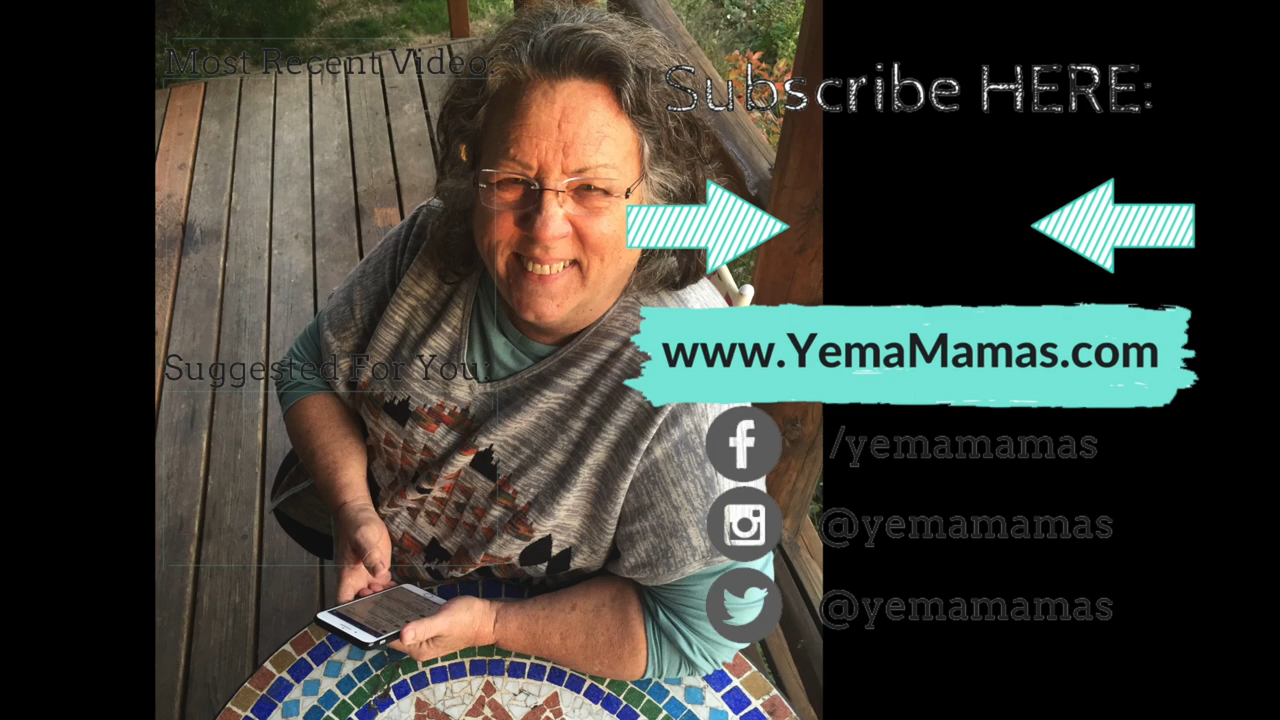 Most Recent Video:
Subscribe HERE:
www.YemaMamas.com
Suggested For You:
/yemamamas
@yemamamas
@yemamamas